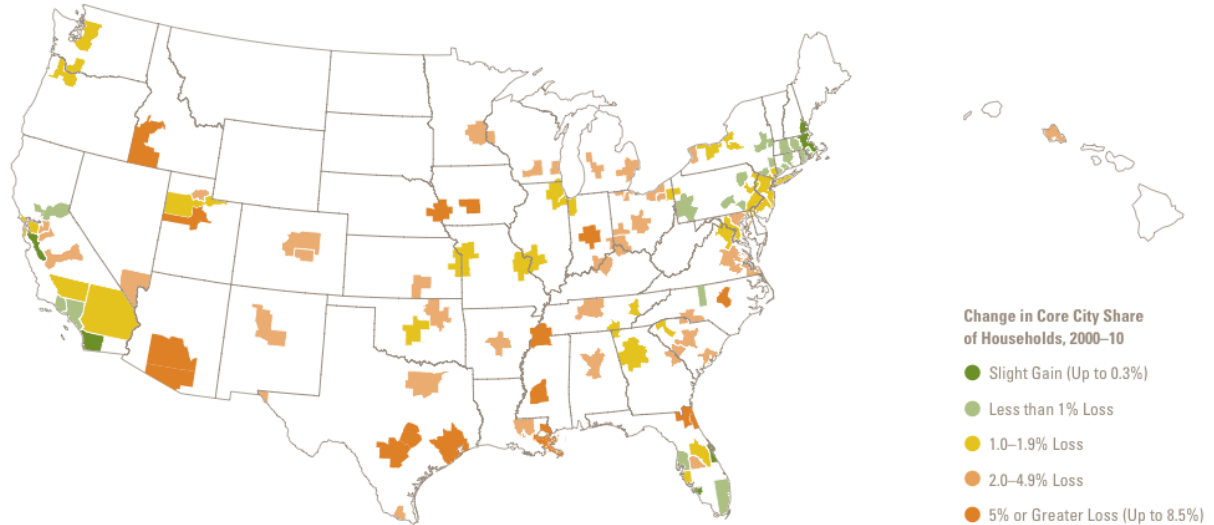 Change in Core City Share
of Households, 2000–10
Slight Gain (Up to 0.3%)
Less than 1% Loss
1.0–1.9% Loss
2.0–4.9% Loss
5% or Greater Loss (Up to 8.5%)